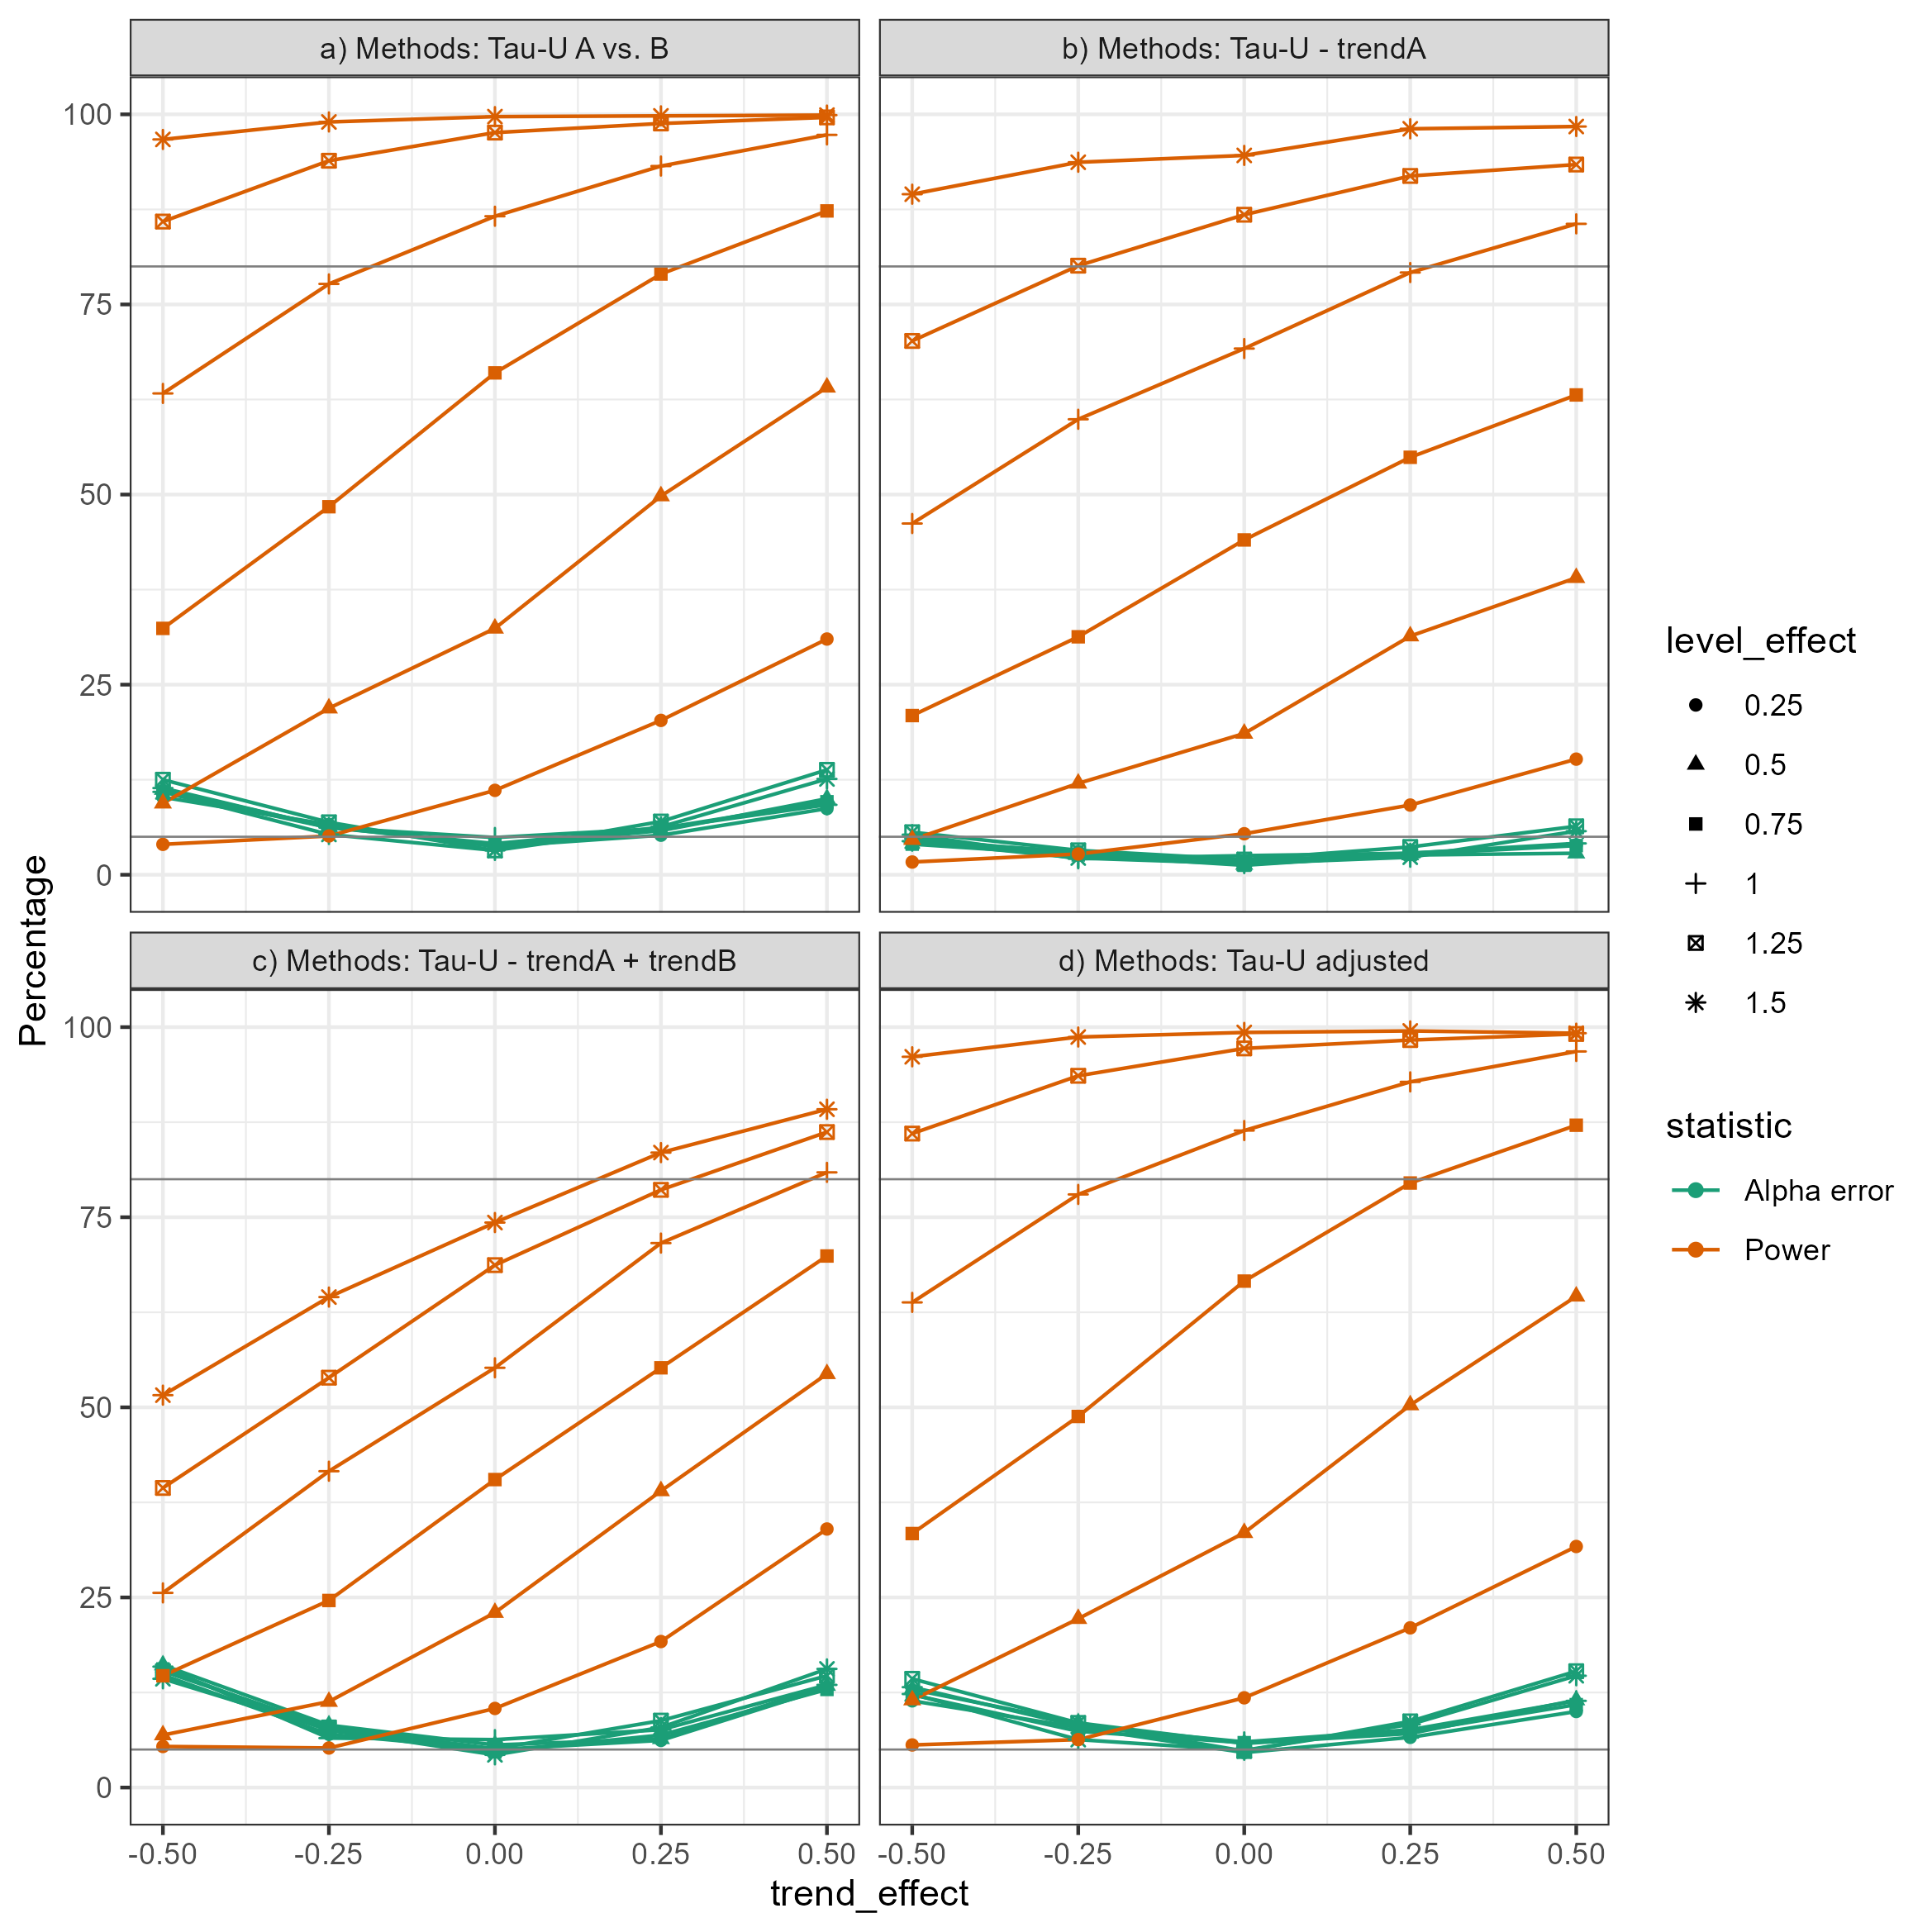 a) Methods: Tau-U A vs. B
b) Methods: Tau-U - trendA
100
75
50
25
0
c) Methods: Tau-U - trendA + trendB
d) Methods: Tau-U adjusted
100
75
50
25
0
-0.50
-0.25
0.00
0.25
0.50
-0.50
-0.25
0.00
0.25
0.50
trend_effect
Percentage
level_effect
0.25
0.5
0.75
1
1.25
1.5
statistic
Alpha error
Power